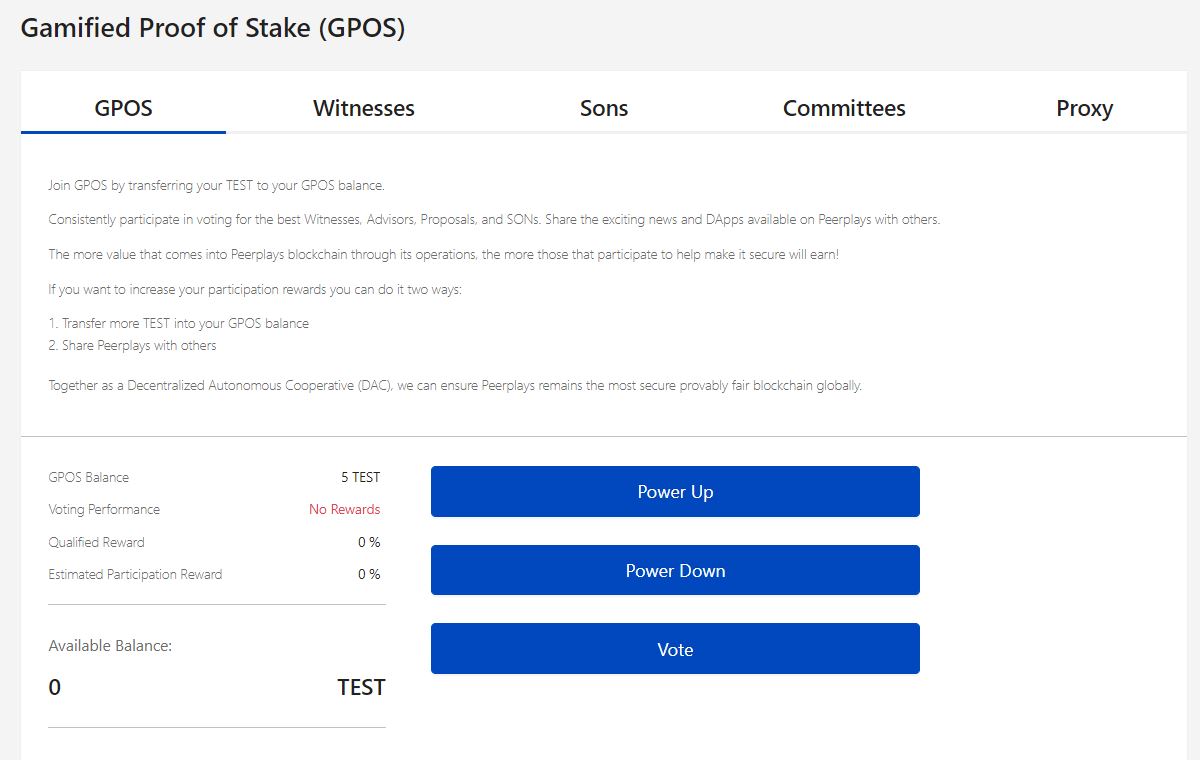 Gamified Proof of Stake (GPOS)
GPOS Witnesses Sons Committees Proxy
Join GPOS by transferring your TEST to your GPOS balance.
Consistently participate in voting for the best Witnesses, Advisors, Proposals, and SONs. Share the exciting news and DApps available on Peerplays with others.
The more value that comes into Peerplays blockchain through its operations, the more those that participate to help make it secure will earn!
If you want to increase your participation rewards you can do it two ways:
1. Transfer more TEST into your GPOS balance
2. Share Peerplays with others
Together as a Decentralized Autonomous Cooperative (DAC), we can ensure Peerplays remains the most secure provably fair blockchain globally.
GPOS Balance 5 TEST
Voting Performance No Rewards
Qualified Reward 0 %
Estimated Participation Reward 0 %
Available Balance:
0 TEST
Power Up
Power Down
Vote